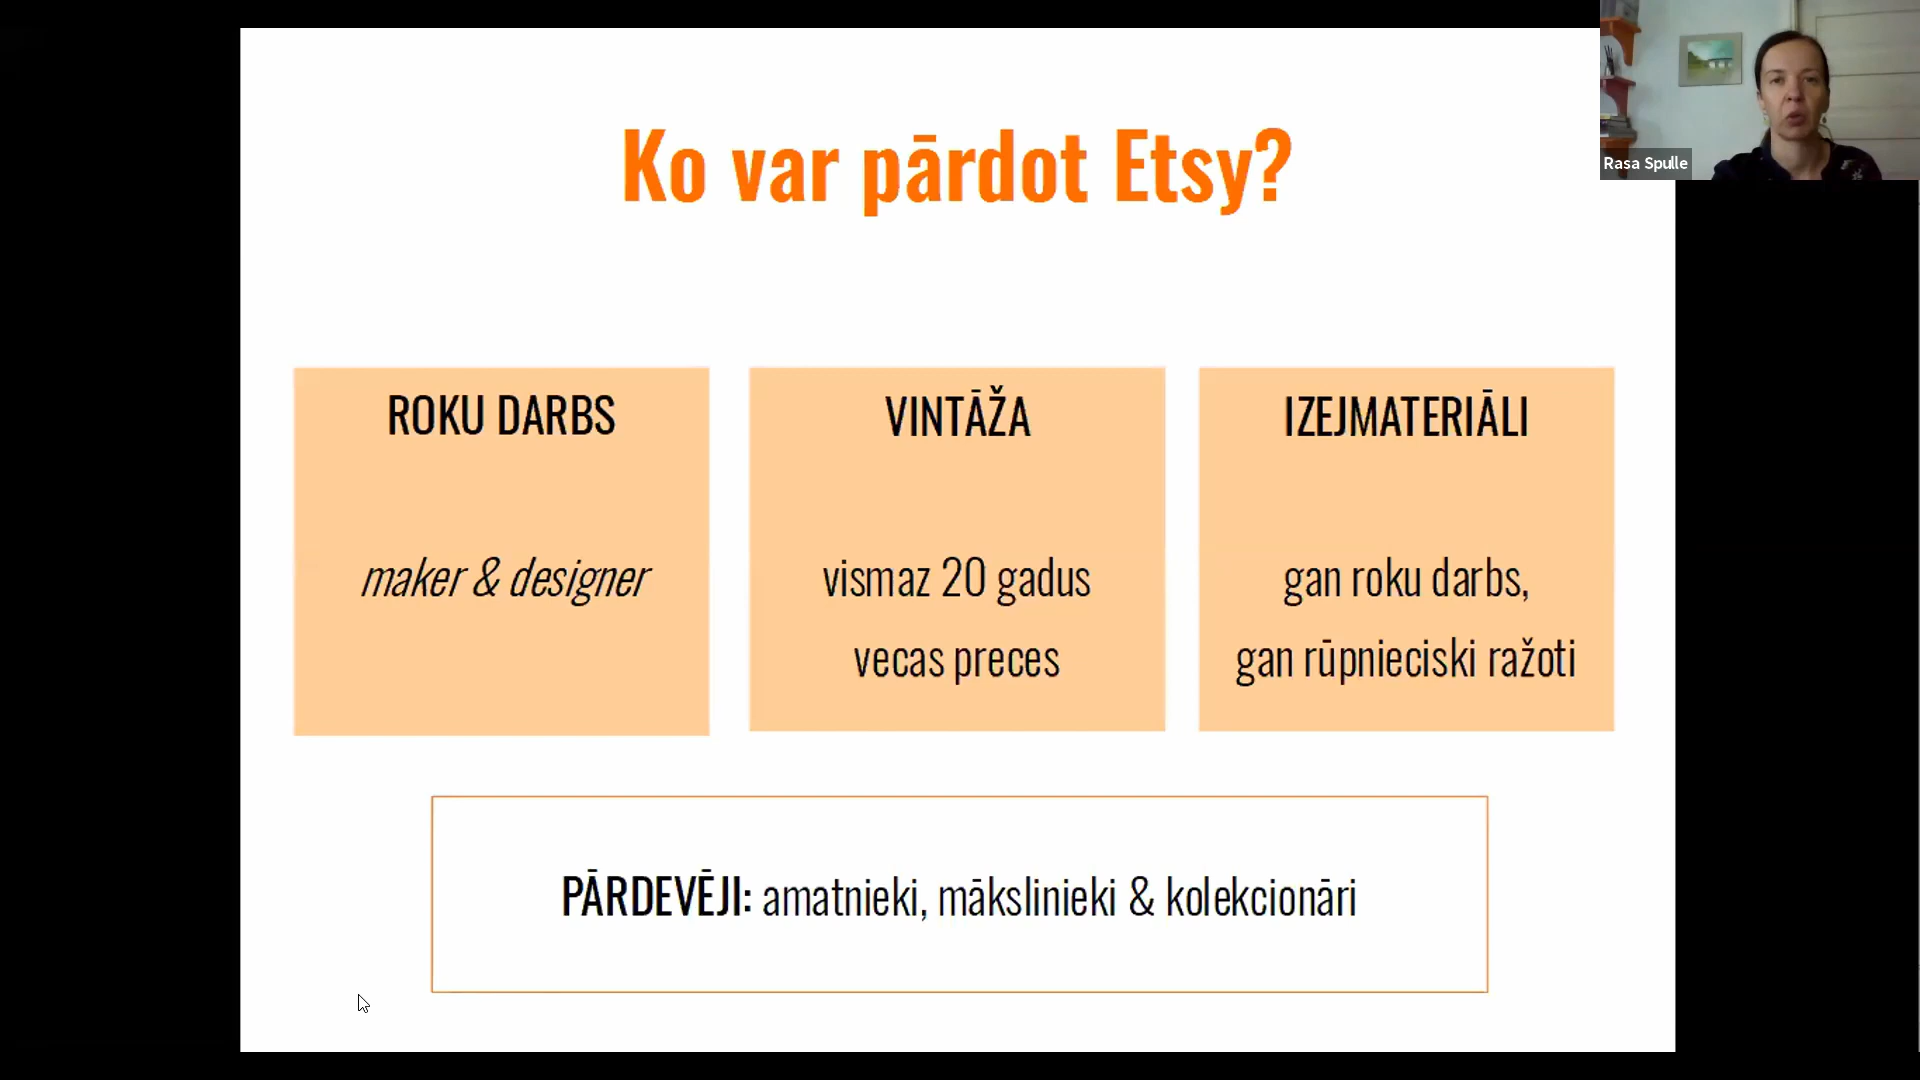 Ko var pārdot Etsy?
Rasa Spulle
ROKU DARBS
maker & designer
VINTĀŽA
vismaz 20 gadus
vecas preces
IZEJMATERIĀLI
gan roku darbs,
gan rūpnieciski ražoti
PĀRDEVĒJI: amatnieki, mākslinieki & kolekcionāri